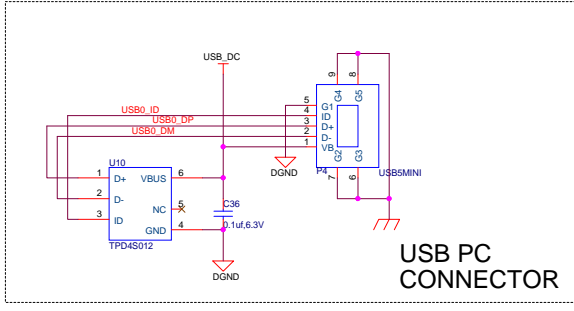 USB_DC
9
8
G4
G5
5
G1
USB0_ID
4
ID
USB0_DP
3
D+
USB0_DM
2
D-
1
VB
G2
G3
U10
DGND
P4
USB5MINI
7
6
1
D+
VBUS
6
2
D-
NC
5
C36
3
ID
GND
4
0.1uf,6.3V
TPD4S012
DGND
USB PC
CONNECTOR